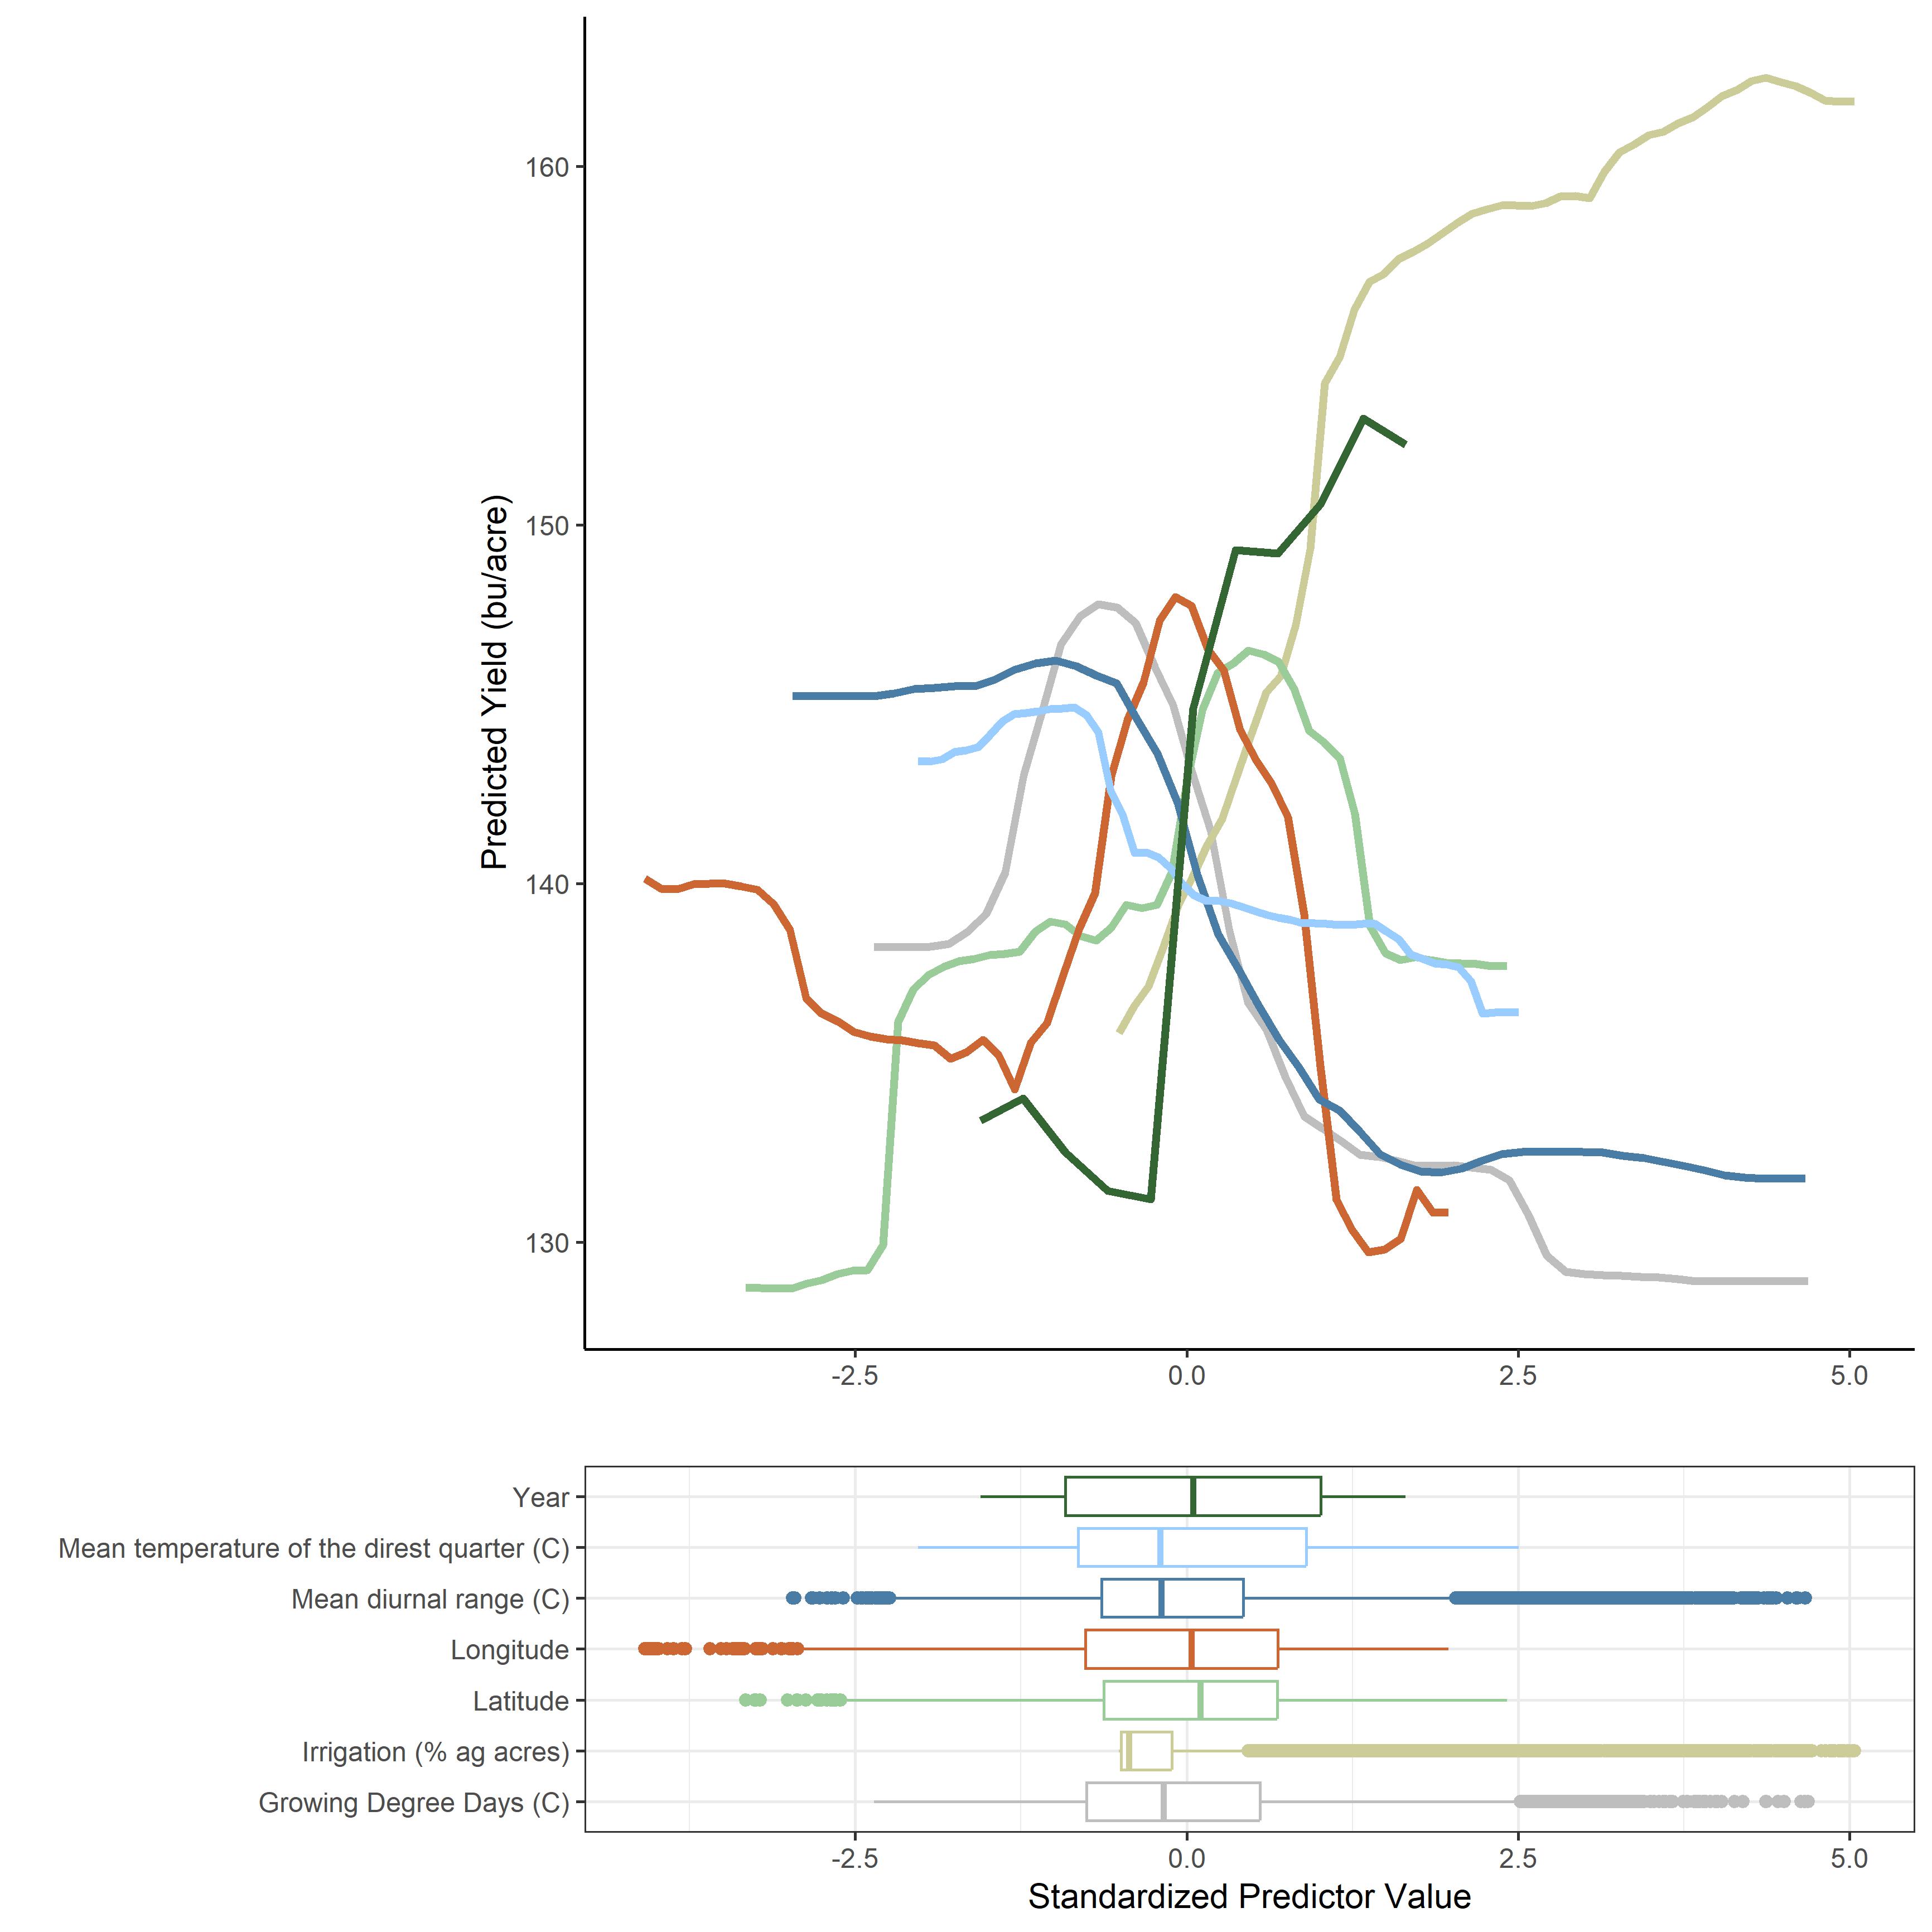 160
150
140
130
Predicted Yield (bu/acre)
-2.5 0.0 2.5 5.0
Year
Mean temperature of the direst quarter (C)
Mean diurnal range (C)
Longitude
Latitude
Irrigation (% ag acres)
Growing Degree Days (C)
-2.5 0.0 2.5 5.0
Standardized Predictor Value